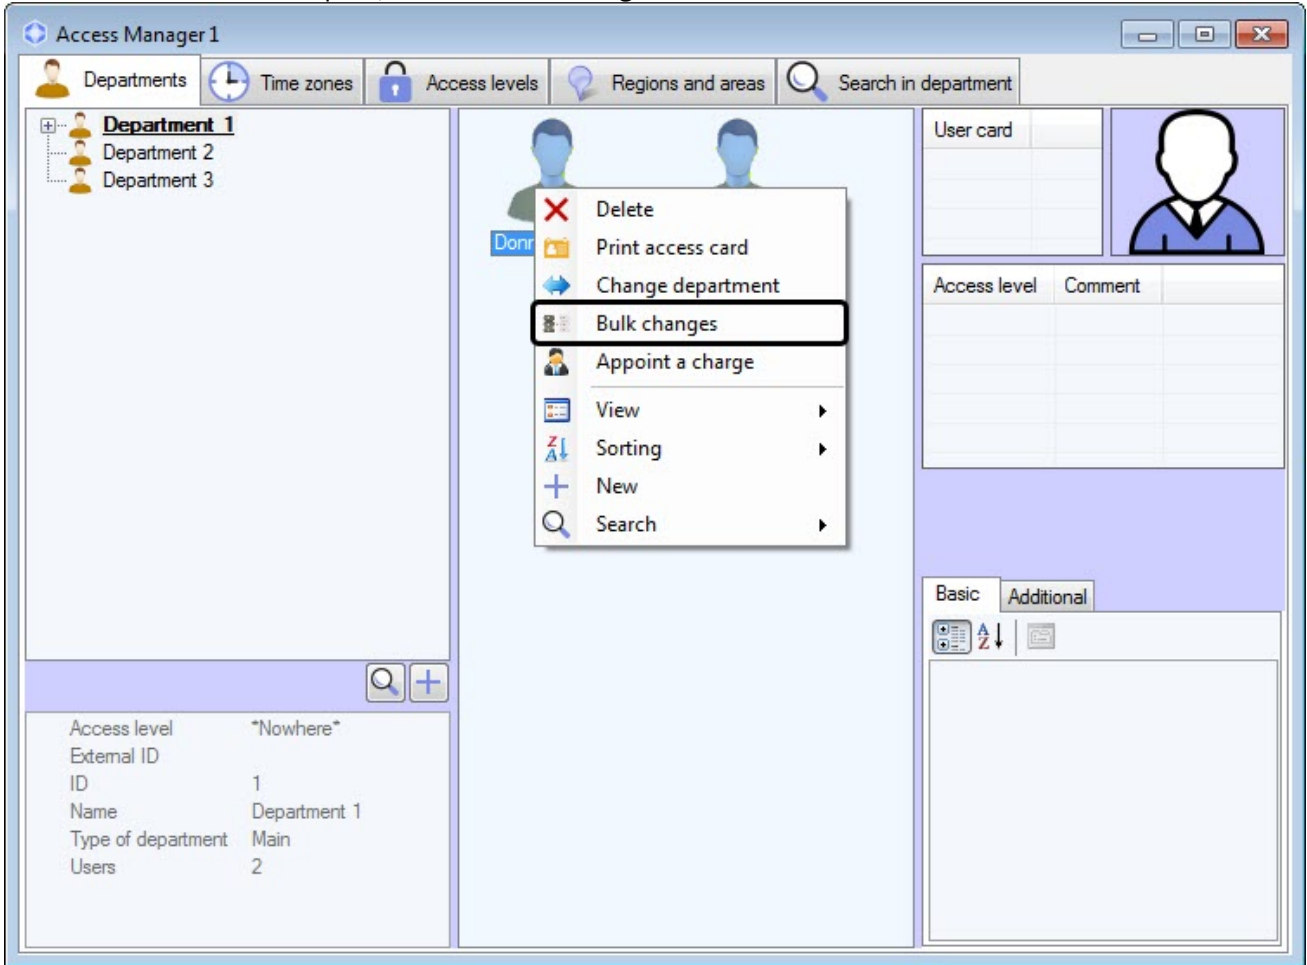 Access Manager 1
Departments Time zones Access levels Regions and areas Search in department
Department 1
Department 2
Department 3
User card
Delete
Print access card
Change department
Bulk changes
Appoint a charge
View
Sorting
New
Search
Access level Comment
Basic Additional
Access level *Nowhere*
External ID
ID 1
Name Department 1
Type of department Main
Users 2